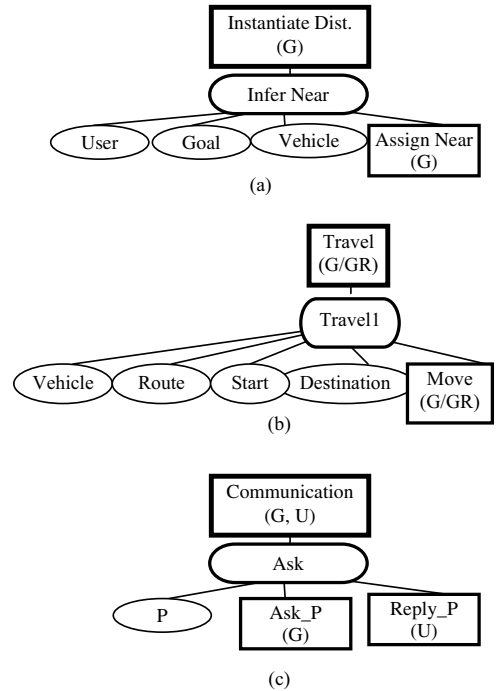 Instantiate Dist.
(G)
Infer Near
User
Goal
Vehicle
Assign Near
(G)
(a)
Travel
(G/GR)
Travel1
Vehicle
Route
Start
Destination
Move
(G/GR)
(b)
Communication
(G, U)
Ask
P
Ask_P
(G)
Reply_P
(U)
(c)